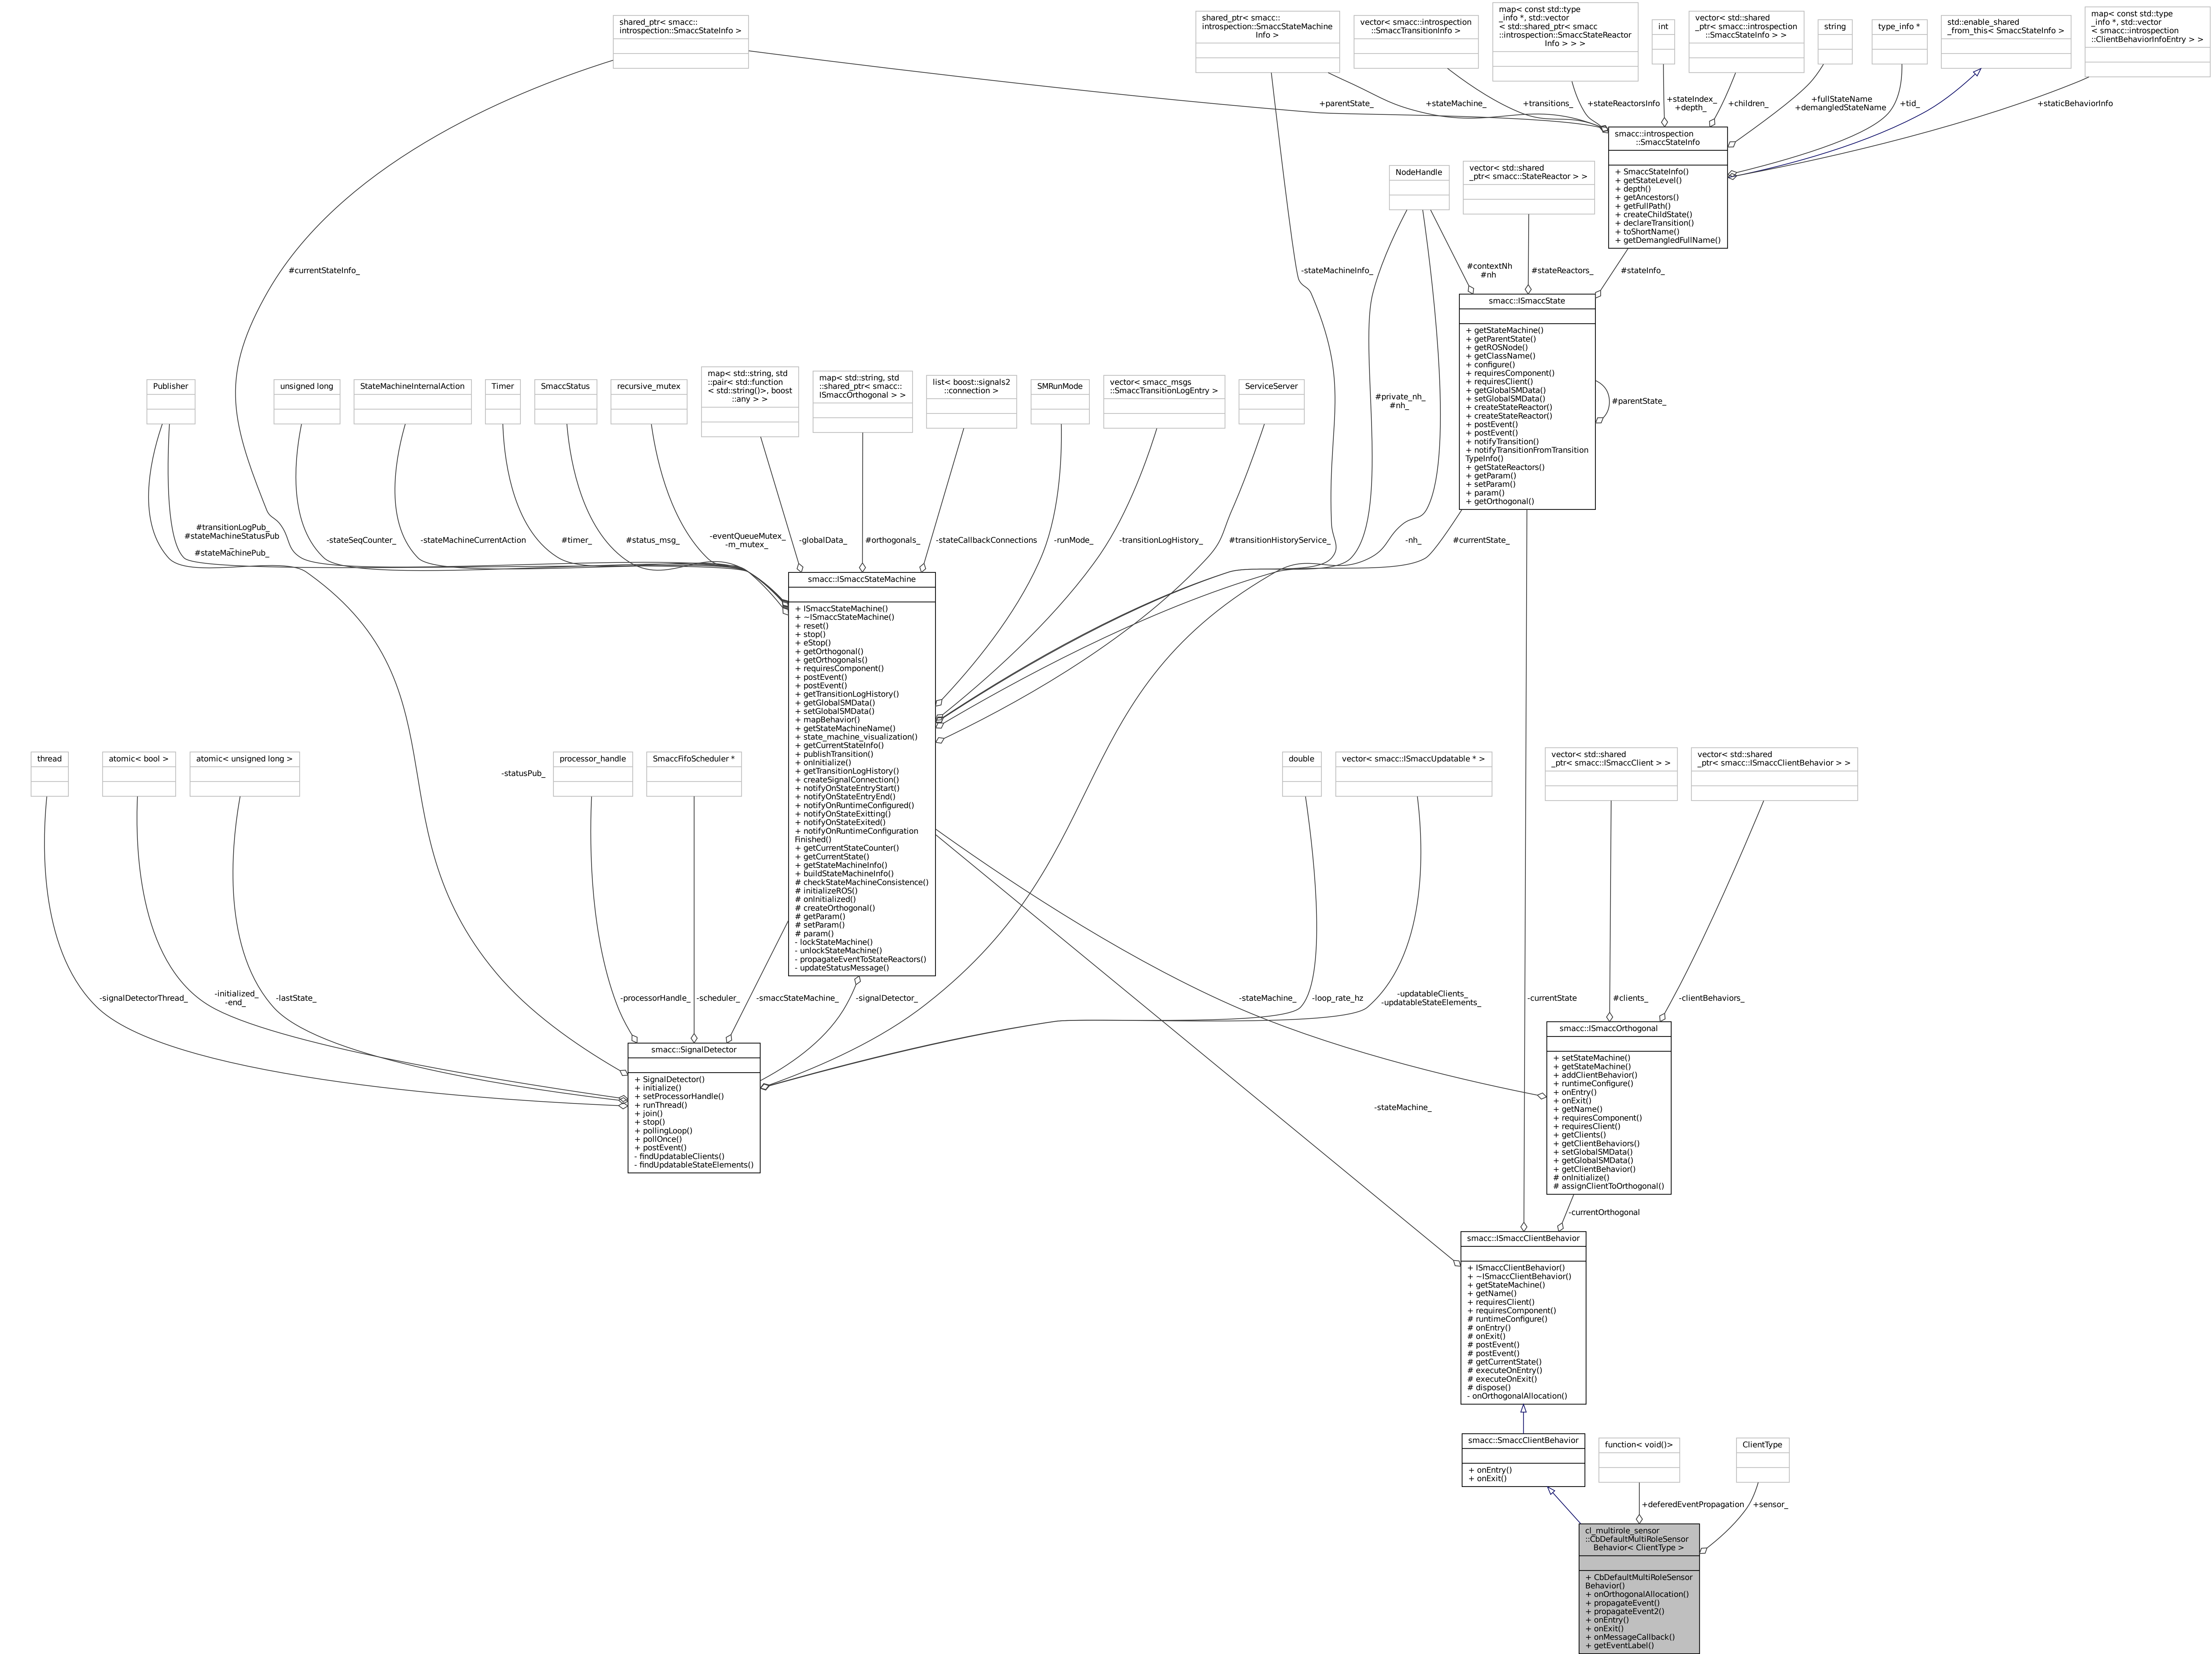 shared_ptr< smacc::
introspection::SmaccStateInfo >
shared_ptr< smacc::
introspection::SmaccStateMachine
Info >
vector< smacc::introspection
::SmaccTransitionInfo >
map< const std::type
_info *, std::vector
< std::shared_ptr< smacc
::introspection::SmaccStateReactor
Info > > >
int
vector< std::shared
_ptr< smacc::introspection
::SmaccStateInfo > >
string
type_info *
std::enable_shared
_from_this< SmaccStateInfo >
map< const std::type
_info *, std::vector
< smacc::introspection
::ClientBehaviorInfoEntry > >
+parentState_
+stateMachine_
+transitions_
+stateReactorsInfo
+stateIndex_
+depth_
+children_
+fullStateName
+demangledStateName
+tid_
+staticBehaviorInfo
smacc::introspection
::SmaccStateInfo
+ SmaccStateInfo()
+ getStateLevel()
+ depth()
+ getAncestors()
+ getFullPath()
+ createChildState()
+ declareTransition()
+ toShortName()
+ getDemangledFullName()
NodeHandle
vector< std::shared
_ptr< smacc::StateReactor > >
#currentStateInfo_
-stateMachineInfo_
#contextNh
#nh
#stateReactors_
#stateInfo_
smacc::ISmaccState
+ getStateMachine()
+ getParentState()
+ getROSNode()
+ getClassName()
+ configure()
+ requiresComponent()
+ requiresClient()
+ getGlobalSMData()
+ setGlobalSMData()
+ createStateReactor()
+ createStateReactor()
+ postEvent()
+ postEvent()
+ notifyTransition()
+ notifyTransitionFromTransition
TypeInfo()
+ getStateReactors()
+ getParam()
+ setParam()
+ param()
+ getOrthogonal()
#parentState_
Publisher
unsigned long
StateMachineInternalAction
Timer
SmaccStatus
recursive_mutex
map< std::string, std
::pair< std::function
< std::string()>, boost
::any > >
map< std::string, std
::shared_ptr< smacc::
ISmaccOrthogonal > >
list< boost::signals2
::connection >
SMRunMode
vector< smacc_msgs
::SmaccTransitionLogEntry >
ServiceServer
#private_nh_
#nh_
#transitionLogPub_
#stateMachineStatusPub
_
#stateMachinePub_
-stateSeqCounter_
-stateMachineCurrentAction
#timer_
#status_msg_
-eventQueueMutex_
-m_mutex_
-globalData_
#orthogonals_
-stateCallbackConnections
-runMode_
-transitionLogHistory_
#transitionHistoryService_
-nh_
#currentState_
smacc::ISmaccStateMachine
+ ISmaccStateMachine()
+ ~ISmaccStateMachine()
+ reset()
+ stop()
+ eStop()
+ getOrthogonal()
+ getOrthogonals()
+ requiresComponent()
+ postEvent()
+ postEvent()
+ getTransitionLogHistory()
+ getGlobalSMData()
+ setGlobalSMData()
+ mapBehavior()
+ getStateMachineName()
+ state_machine_visualization()
+ getCurrentStateInfo()
+ publishTransition()
+ onInitialize()
+ getTransitionLogHistory()
+ createSignalConnection()
+ notifyOnStateEntryStart()
+ notifyOnStateEntryEnd()
+ notifyOnRuntimeConfigured()
+ notifyOnStateExitting()
+ notifyOnStateExited()
+ notifyOnRuntimeConfiguration
Finished()
+ getCurrentStateCounter()
+ getCurrentState()
+ getStateMachineInfo()
+ buildStateMachineInfo()
# checkStateMachineConsistence()
# initializeROS()
# onInitialized()
# createOrthogonal()
# getParam()
# setParam()
# param()
- lockStateMachine()
- unlockStateMachine()
- propagateEventToStateReactors()
- updateStatusMessage()
thread
atomic< bool >
atomic< unsigned long >
-statusPub_
processor_handle
SmaccFifoScheduler *
double
vector< smacc::ISmaccUpdatable * >
vector< std::shared
_ptr< smacc::ISmaccClient > >
vector< std::shared
_ptr< smacc::ISmaccClientBehavior > >
-signalDetectorThread_
-initialized_
-end_
-lastState_
-processorHandle_
-scheduler_
-smaccStateMachine_
-signalDetector_
-stateMachine_
-loop_rate_hz
-updatableClients_
-updatableStateElements_
-currentState
#clients_
-clientBehaviors_
smacc::SignalDetector
+ SignalDetector()
+ initialize()
+ setProcessorHandle()
+ runThread()
+ join()
+ stop()
+ pollingLoop()
+ pollOnce()
+ postEvent()
- findUpdatableClients()
- findUpdatableStateElements()
smacc::ISmaccOrthogonal
+ setStateMachine()
+ getStateMachine()
+ addClientBehavior()
+ runtimeConfigure()
+ onEntry()
+ onExit()
+ getName()
+ requiresComponent()
+ requiresClient()
+ getClients()
+ getClientBehaviors()
+ setGlobalSMData()
+ getGlobalSMData()
+ getClientBehavior()
# onInitialize()
# assignClientToOrthogonal()
-stateMachine_
-currentOrthogonal
smacc::ISmaccClientBehavior
+ ISmaccClientBehavior()
+ ~ISmaccClientBehavior()
+ getStateMachine()
+ getName()
+ requiresClient()
+ requiresComponent()
# runtimeConfigure()
# onEntry()
# onExit()
# postEvent()
# postEvent()
# getCurrentState()
# executeOnEntry()
# executeOnExit()
# dispose()
- onOrthogonalAllocation()
smacc::SmaccClientBehavior
+ onEntry()
+ onExit()
function< void()>
ClientType
+deferedEventPropagation
+sensor_
cl_multirole_sensor
::CbDefaultMultiRoleSensor
Behavior< ClientType >
+ CbDefaultMultiRoleSensor
Behavior()
+ onOrthogonalAllocation()
+ propagateEvent()
+ propagateEvent2()
+ onEntry()
+ onExit()
+ onMessageCallback()
+ getEventLabel()